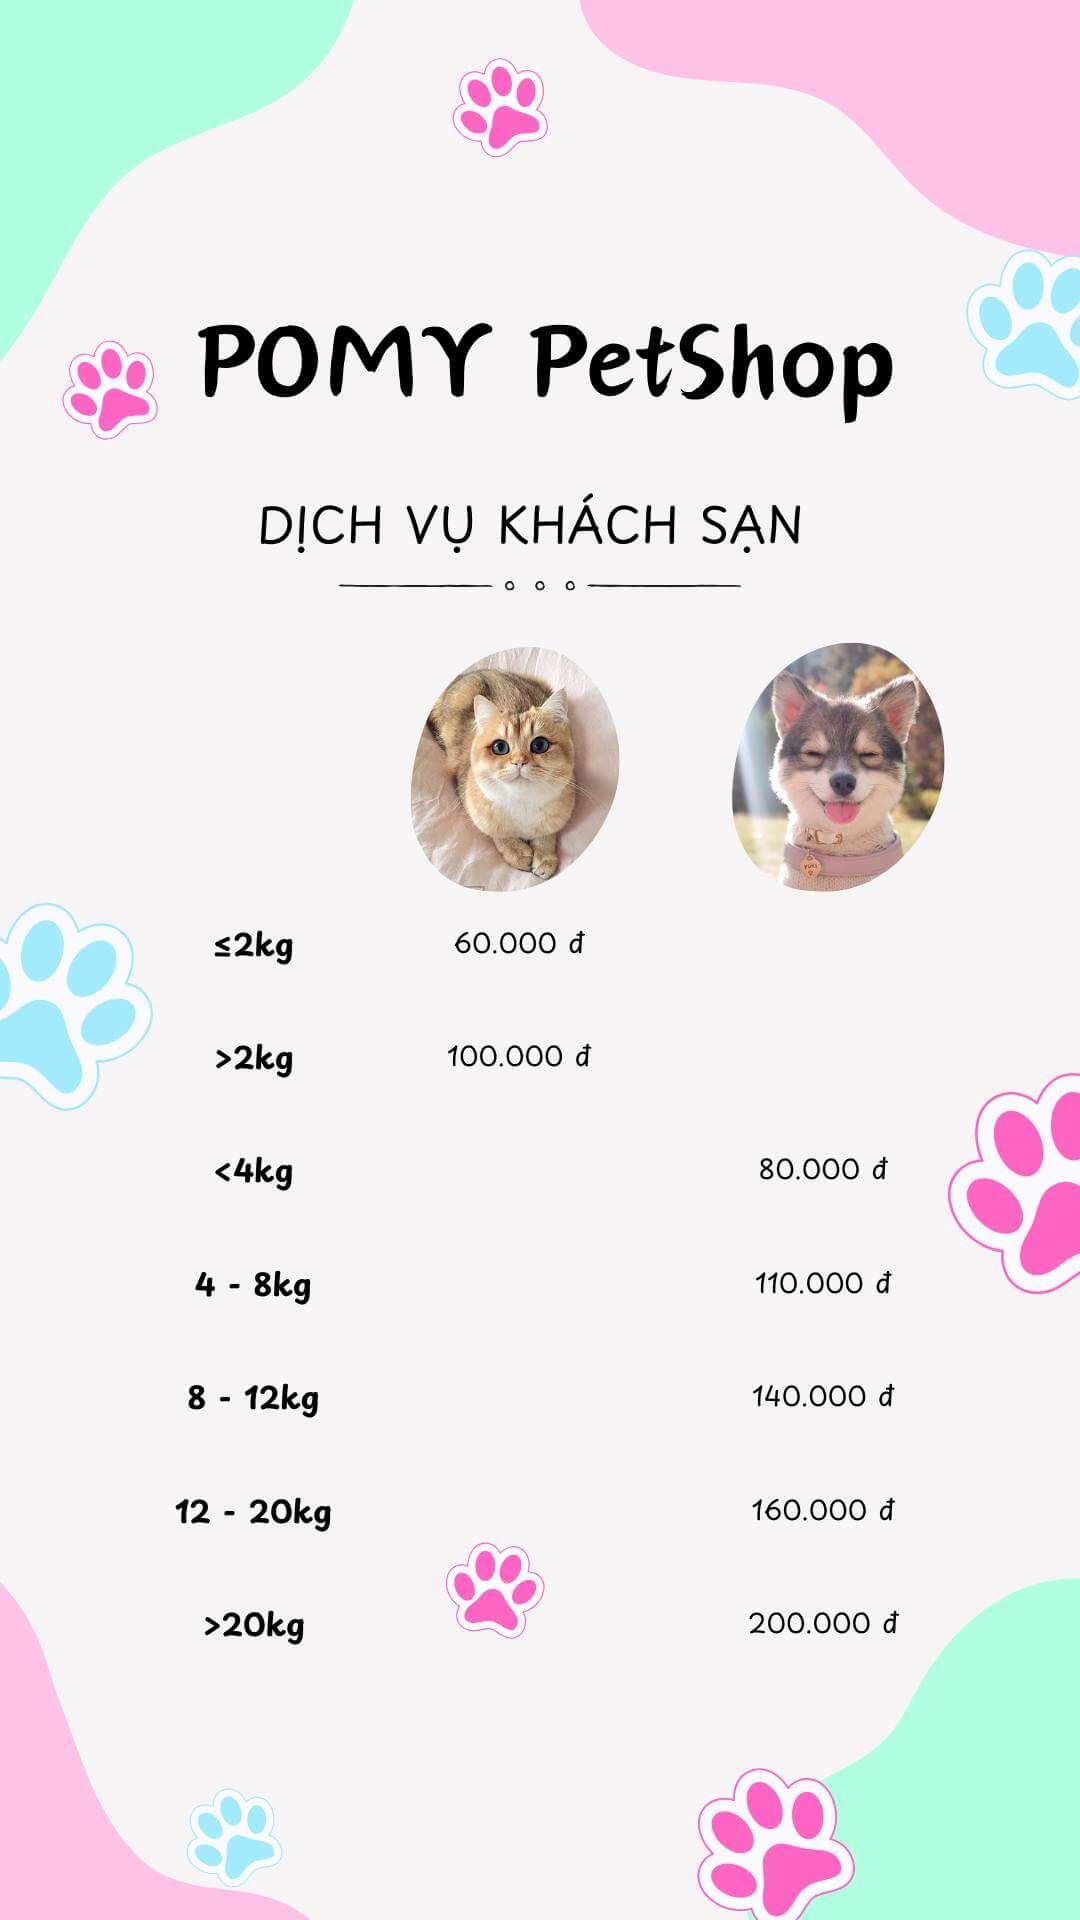 POMY PetShop
DỊCH VỤ KHÁCH SẠN
≤2kg 60.000 đ
>2kg 100.000 đ
<4kg 80.000 đ
4 - 8kg 110.000 đ
8 - 12kg 140.000 đ
12 - 20kg 160.000 đ
>20kg 200.000 đ